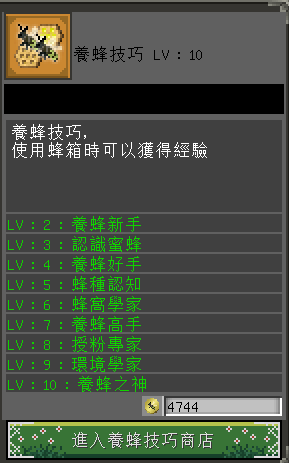 養蜂技巧 LV : 10
養蜂技巧,
使用蜂箱時可以獲得經驗
LV : 2 : 養蜂新手
LV : 3 : 認識蜜蜂
LV : 4 : 養蜂好手
LV : 5 : 蜂種認知
LV : 6 : 蜂窩學家
LV : 7 : 養蜂高手
LV : 8 : 授粉專家
LV : 9 : 環境學家
LV : 10 : 養蜂之神
4744
進入養蜂技巧商店